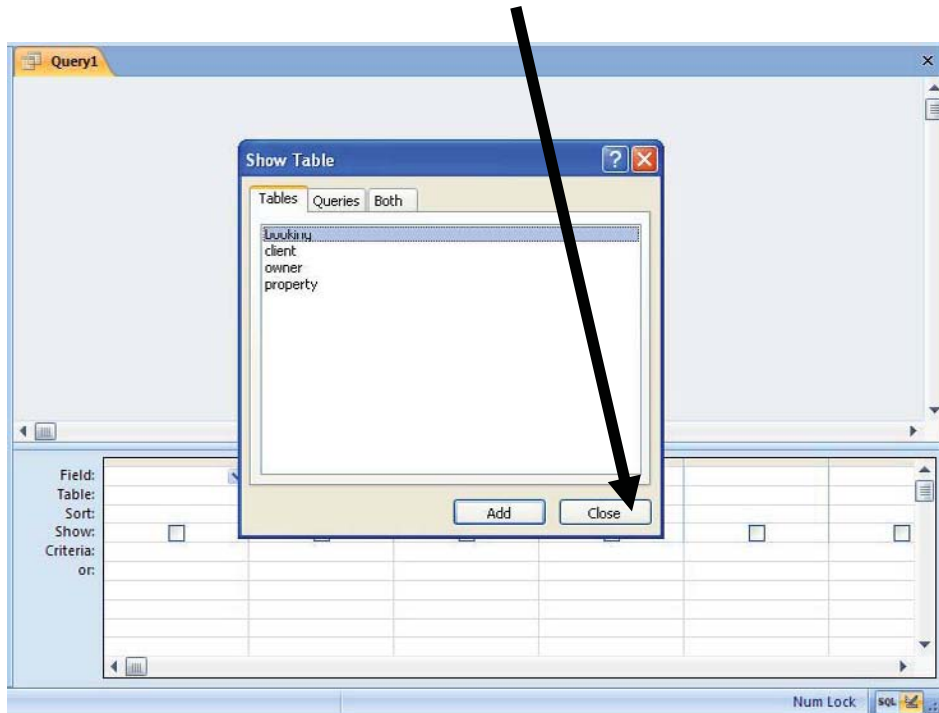 Query1
Show Table
Tables Queries Both
booking
client
owner
property
Add Close
Field:
Table:
Sort:
Show:
Criteria:
or:
Num Lock SQL